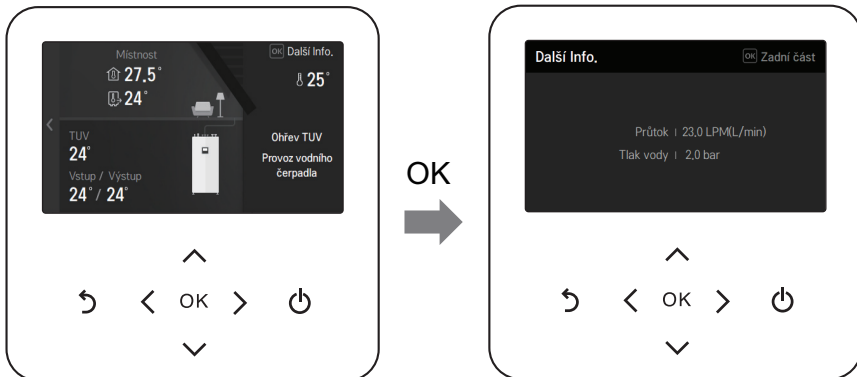 Místnost
27.5°
24°
OK Další Info.
25°
TUV
24°
Vstup / Výstup
24° / 24°
Ohřev TUV
Provoz vodního
čerpadla
OK
OK
Další Info.
OK Zadní část
Průtok | 23,0 LPM(L/min)
Tlak vody | 2,0 bar
OK